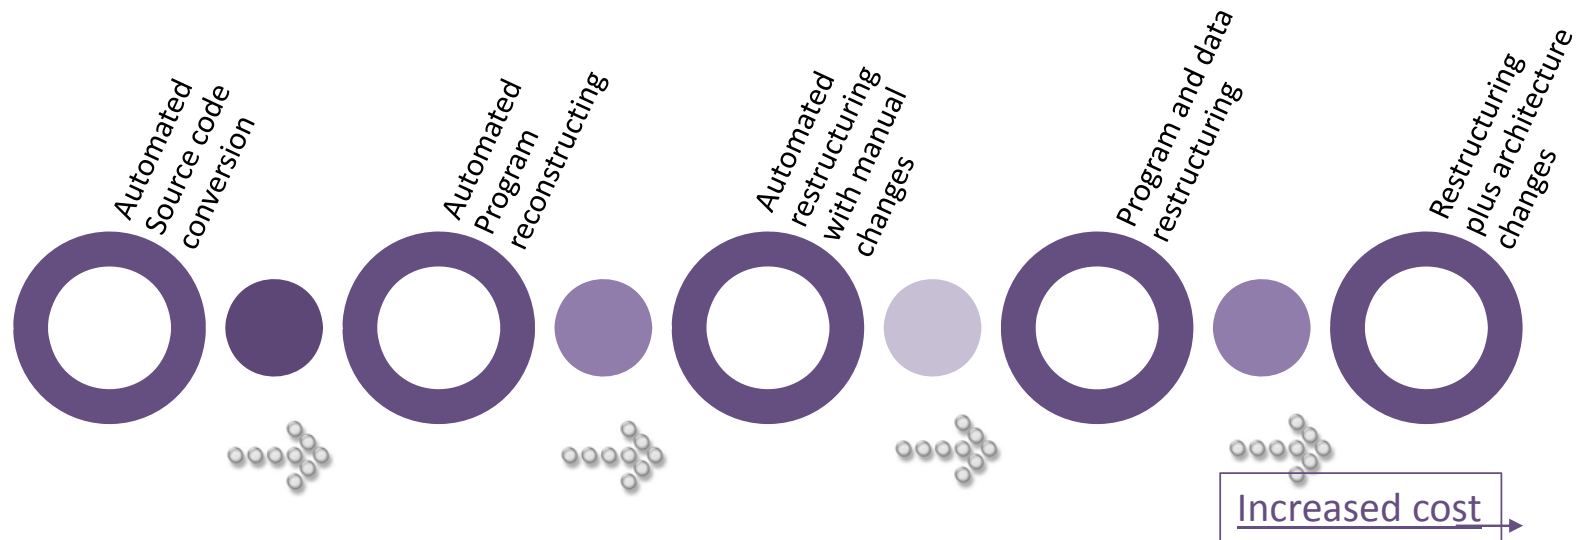 Automated
Source code
conversion
Automated
Program
reconstructing
Automated
restructuring
with manual
changes
Program and data
restructuring
Restructuring
plus architecture
changes
Increased cost